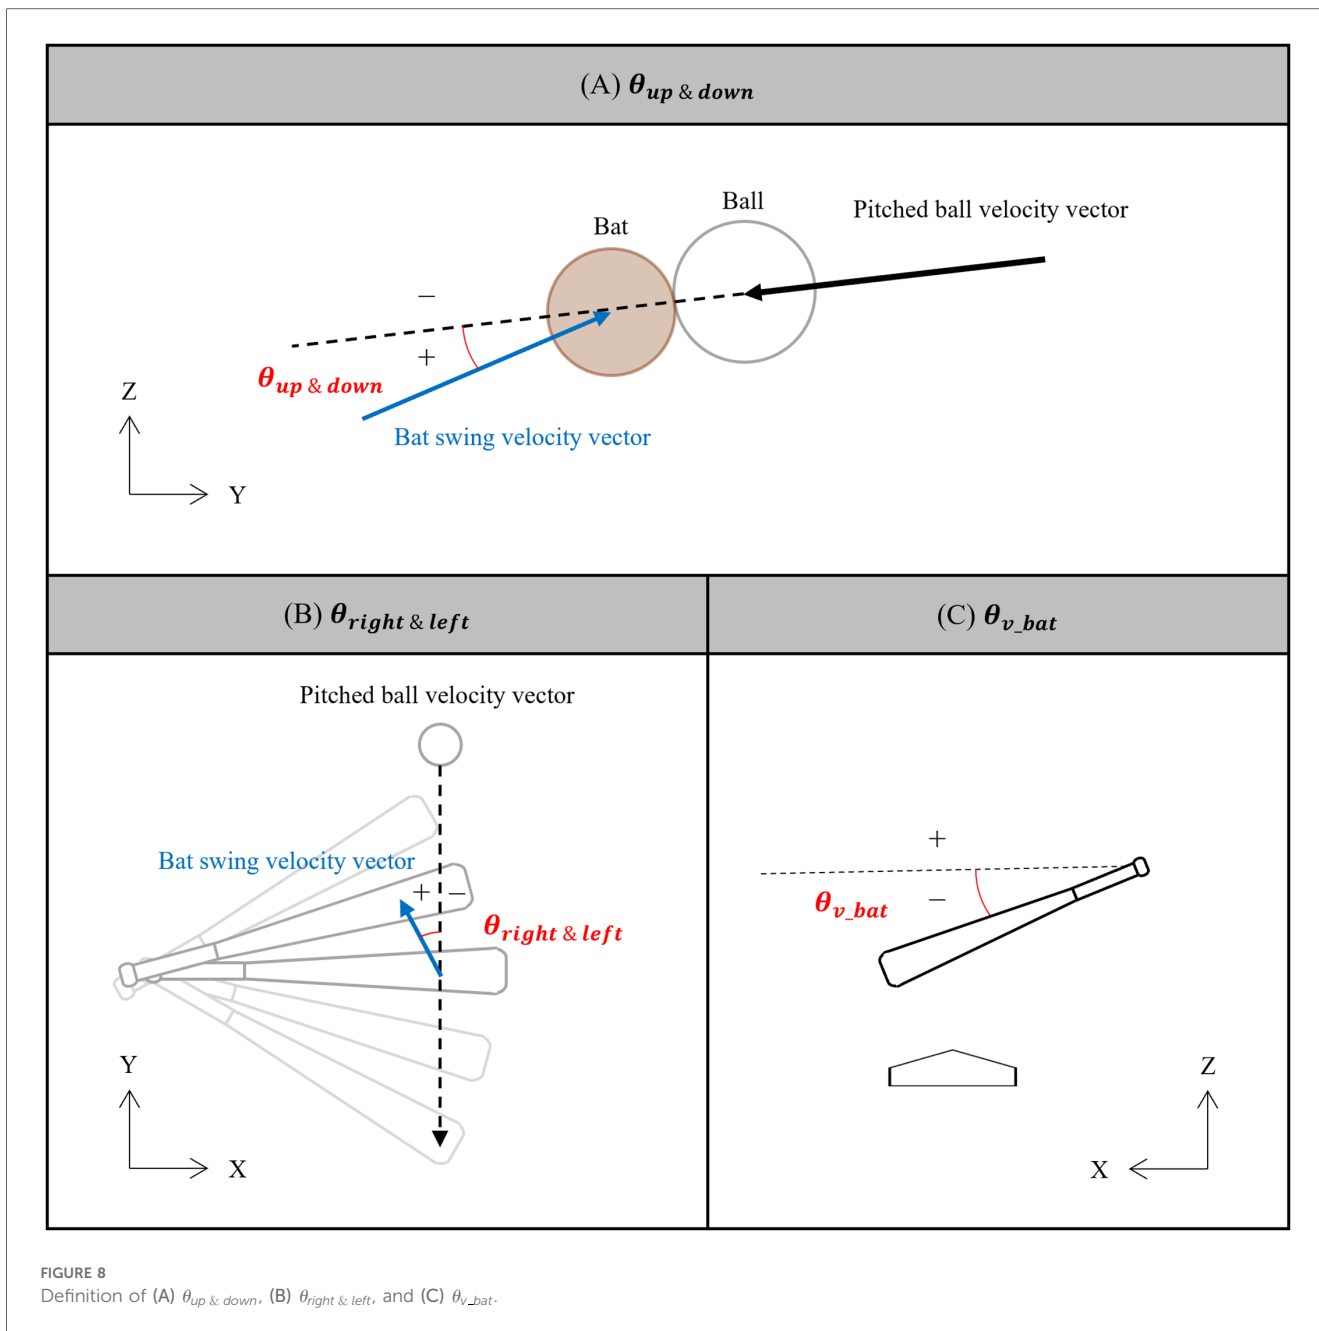 (A) θup & down
Ball
Pitched ball velocity vector
Bat
−
+
θup & down
Z
Bat swing velocity vector
Y
(B) θright & left
(C) θv_bat
Pitched ball velocity vector
Bat swing velocity vector
+ −
θright & left
Y
X
+
θv_bat
−
Z
X
FIGURE 8
Definition of (A) θup & down, (B) θright & left, and (C) θv_bat.